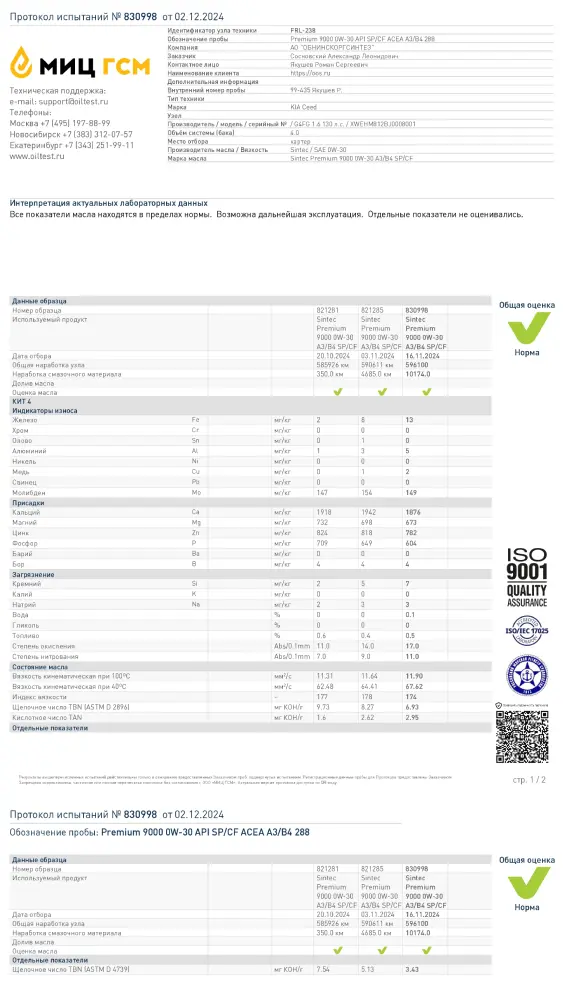 Протокол испытаний № 830998 от 02.12.2024
МИЦ ГСМ
Техническая поддержка:
e-mail: support@oiltest.ru
Телефоны:
Москва +7 (495) 197-88-99
Новосибирск +7 (383) 312-07-57
Екатеринбург +7 (343) 251-99-11
www.oiltest.ru
Идентификатор узла техники FRL-238
Обозначение пробы Premium 9000 0W-30 API SP/CF ACEA A3/B4 288
Компания АО "ОБНИНСКОРГСИНТЕЗ"
Заказчик Сосновский Александр Леонидович
Контактное лицо Якушев Роман Сергеевич
Наименование клиента https://oos.ru
Дополнительная информация
Внутренний номер пробы 99-435 Якушев Р.
Тип техники
Марка KIA Ceed
Узел
Производитель / модель / серийный № / G4FG 1.6 130 л.с. / XWEHM812BJ0008001
Объём системы (бака) 4.0
Место отбора картер
Производитель масла / Вязкость Sintec / SAE 0W-30
Марка масла Sintec Premium 9000 0W-30 A3/B4 SP/CF
Интерпретация актуальных лабораторных данных
Все показатели масла находятся в пределах нормы. Возможна дальнейшая эксплуатация. Отдельные показатели не оценивались.
Данные образца
Общая оценка
Норма
Номер образца 821281 821285 830998
Используемый продукт Sintec Sintec Sintec
Premium Premium Premium
9000 0W-30 9000 0W-30 9000 0W-30
A3/B4 SP/CF A3/B4 SP/CF A3/B4 SP/CF
Дата отбора 20.10.2024 03.11.2024 16.11.2024
Общая наработка узла 585926 км 590611 км 596100
Наработка смазочного материала 350.0 км 4685.0 км 10174.0
Долив масла
Оценка масла
КИТ 4
Индикаторы износа
Железо Fe мг/кг 2 8 13
Хром Cr мг/кг 0 0 0
Олово Sn мг/кг 0 1 0
Алюминий Al мг/кг 1 3 5
Никель Ni мг/кг 0 0 0
Медь Cu мг/кг 0 1 2
Свинец Pb мг/кг 0 0 0
Молибден Mo мг/кг 147 154 149
Присадки
Кальций Ca мг/кг 1918 1942 1876
Магний Mg мг/кг 732 698 673
Цинк Zn мг/кг 824 818 782
Фосфор P мг/кг 709 649 604
Барий Ba мг/кг 0 0 0
Бор B мг/кг 4 4 4
Загрязнение
Кремний Si мг/кг 2 5 7
Калий K мг/кг 0 0 0
Натрий Na мг/кг 2 3 3
Вода % 0 0 0.1
Гликоль % 0 0 0
Топливо % 0.6 0.4 0.5
Степень окисления Abs/0.1mm 11.0 14.0 17.0
Степень нитрования Abs/0.1mm 7.0 9.0 11.0
Состояние масла
Вязкость кинематическая при 100°C мм²/с 11.31 11.64 11.90
Вязкость кинематическая при 40°C мм²/с 62.48 64.41 67.62
Индекс вязкости – 177 178 174
Щелочное число TBN (ASTM D 2896) мг KOH/г 9.73 8.27 6.93
Кислотное число TAN мг KOH/г 1.6 2.62 2.95
Отдельные показатели
ISO
9001
QUALITY
ASSURANCE
ISO/IEC 17025
стр. 1 / 2
Протокол испытаний № 830998 от 02.12.2024
Обозначение пробы: Premium 9000 0W-30 API SP/CF ACEA A3/B4 288
Данные образца
Общая оценка
Норма
Номер образца 821281 821285 830998
Используемый продукт Sintec Sintec Sintec
Premium Premium Premium
9000 0W-30 9000 0W-30 9000 0W-30
A3/B4 SP/CF A3/B4 SP/CF A3/B4 SP/CF
Дата отбора 20.10.2024 03.11.2024 16.11.2024
Общая наработка узла 585926 км 590611 км 596100
Наработка смазочного материала 350.0 км 4685.0 км 10174.0
Долив масла
Оценка масла
Отдельные показатели
Щелочное число TBN (ASTM D 4739) мг KOH/г 7.54 5.13 3.43